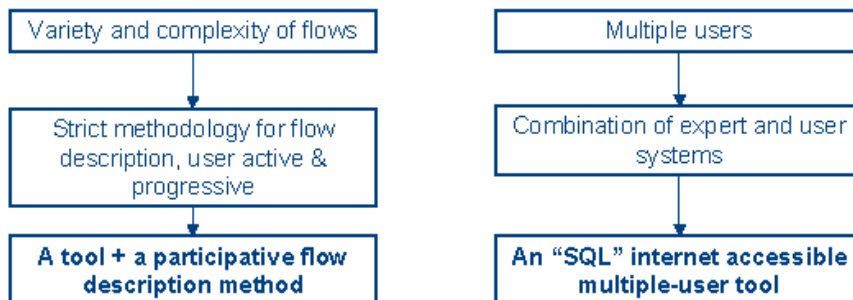 Variety and complexity of flows
Strict methodology for flow
description, user active &
progressive
A tool + a participative flow
description method
Multiple users
Combination of expert and user
systems
An “SQL” internet accessible
multiple-user tool